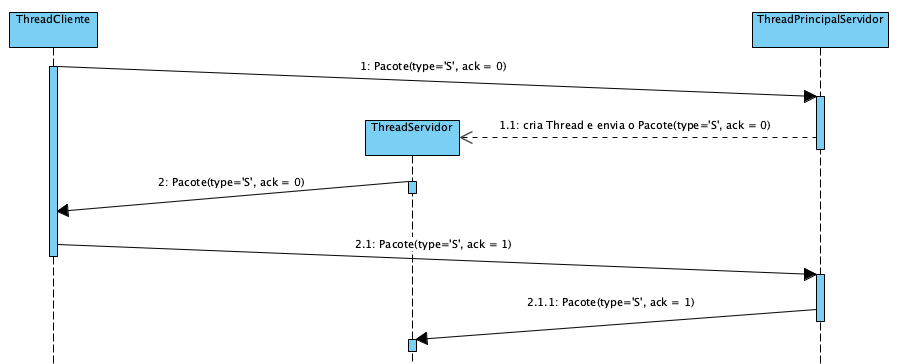 ThreadCliente
ThreadPrincipalServidor
1: Pacote(type='S', ack = 0)
ThreadServidor
1.1: cria Thread e envia o Pacote(type='S', ack = 0)
2: Pacote(type='S', ack = 0)
2.1: Pacote(type='S', ack = 1)
2.1.1: Pacote(type='S', ack = 1)